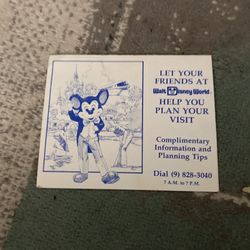 LET YOUR
FRIENDS AT
Walt Disney World
HELP YOU
PLAN YOUR
VISIT
Complimentary
Information and
Planning Tips
Dial (9) 828-3040
7 A.M. to 7 P.M.